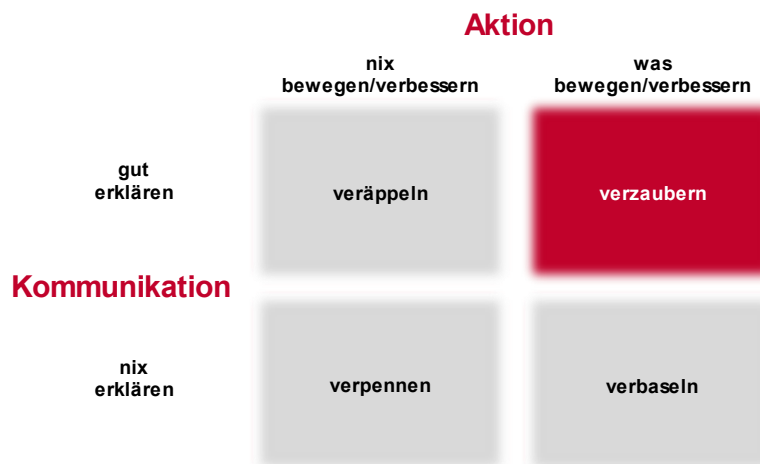 Aktion
nix
bewegen/verbessern
was
bewegen/verbessern
gut
erklären
veräppeln
verzaubern
Kommunikation
nix
erklären
verpennen
verbaseln